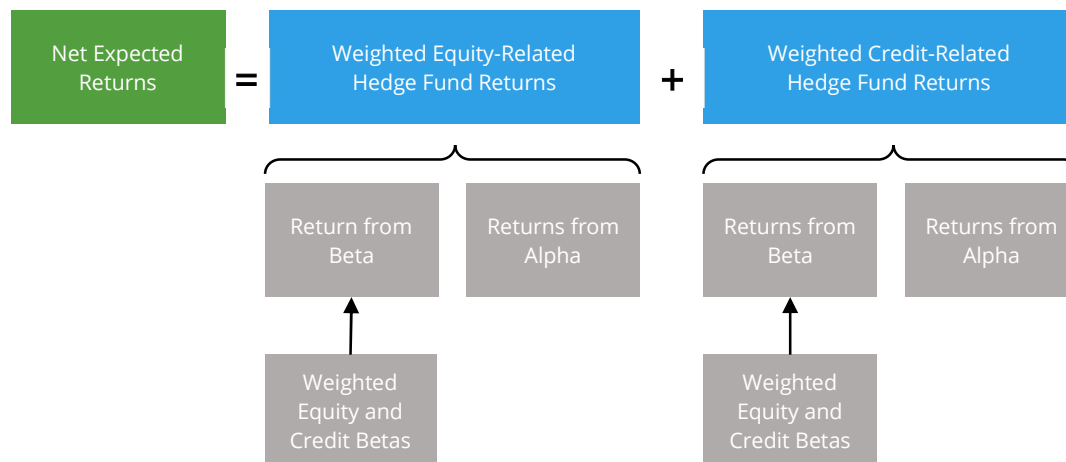 Net Expected
Returns
=
Weighted Equity-Related
Hedge Fund Returns
+
Weighted Credit-Related
Hedge Fund Returns
Return from
Beta
Returns from
Alpha
Returns from
Beta
Returns from
Alpha
Weighted
Equity and
Credit Betas
Weighted
Equity and
Credit Betas